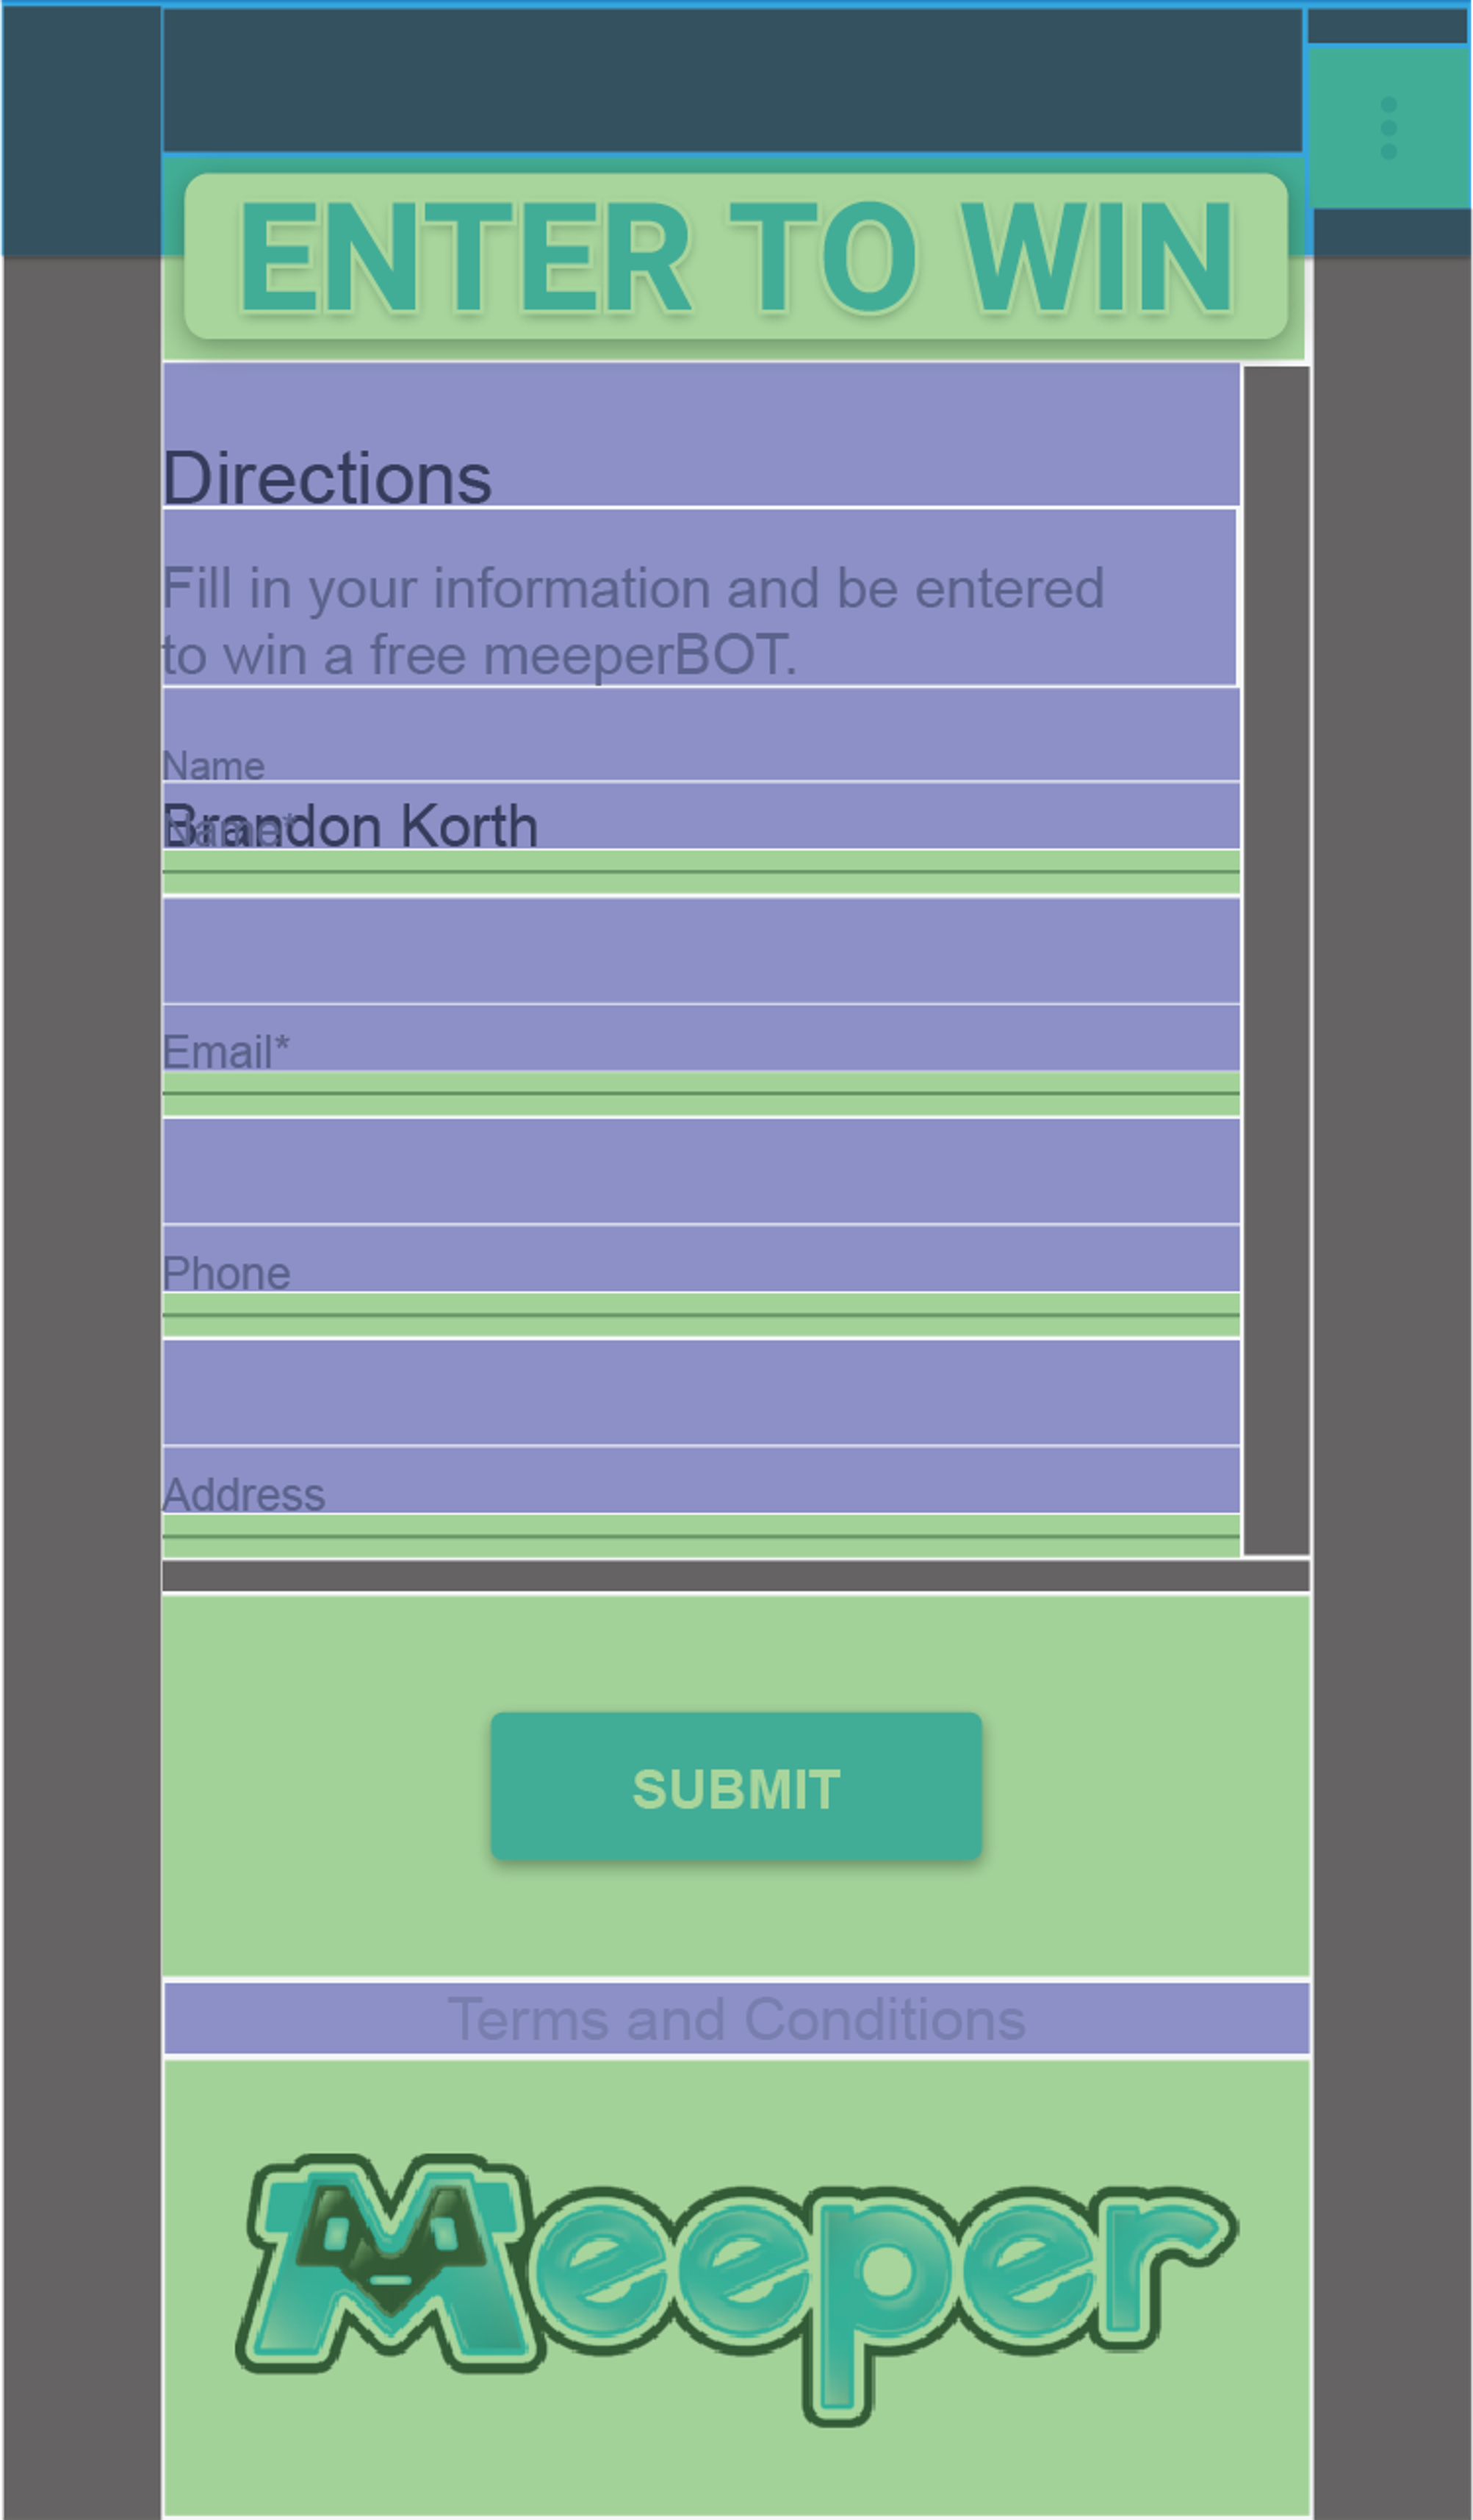 ENTER TO WIN
Directions
Fill in your information and be entered
to win a free meeperBOT.
Name
Brandon Korth
Name*
Email*
Phone
Address
SUBMIT
Terms and Conditions
Meeper